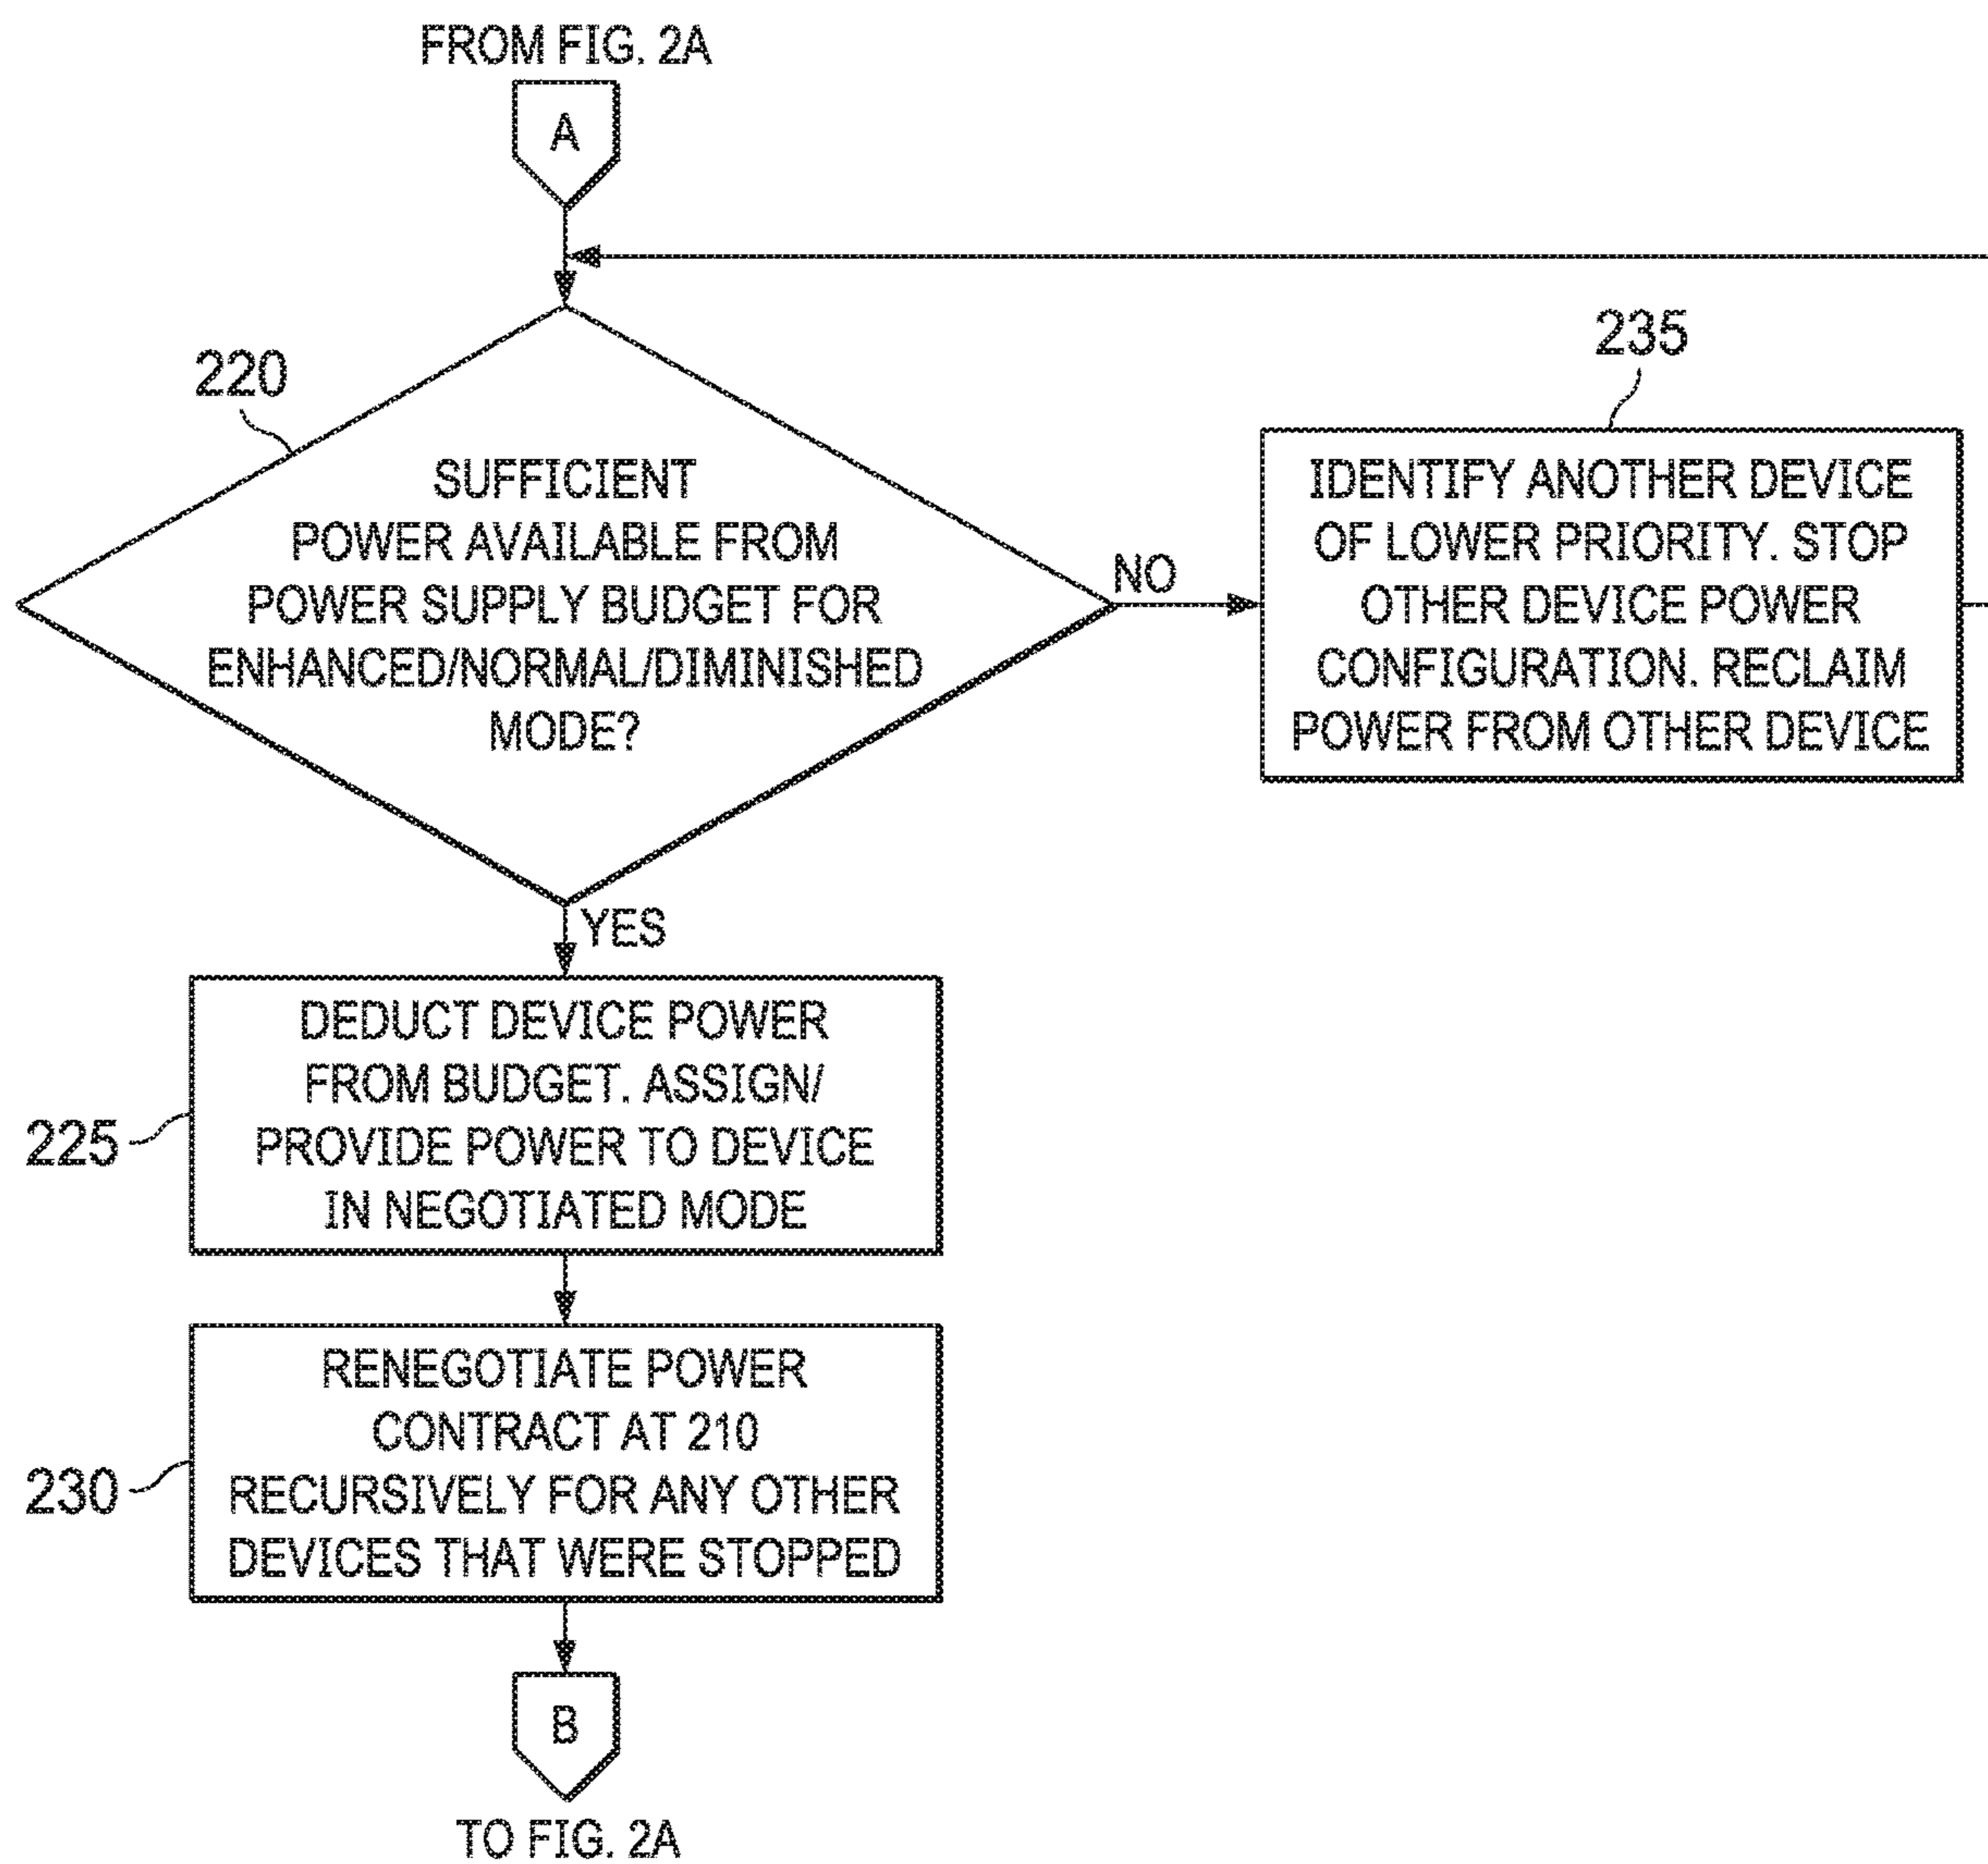 FROM FIG. 2A
A
220
SUFFICIENT
POWER AVAILABLE FROM
POWER SUPPLY BUDGET FOR
ENHANCED/NORMAL/DIMINISHED
MODE?
NO
235
IDENTIFY ANOTHER DEVICE
OF LOWER PRIORITY. STOP
OTHER DEVICE POWER
CONFIGURATION. RECLAIM
POWER FROM OTHER DEVICE
YES
225
DEDUCT DEVICE POWER
FROM BUDGET. ASSIGN/
PROVIDE POWER TO DEVICE
IN NEGOTIATED MODE
230
RENEGOTIATE POWER
CONTRACT AT 210
RECURSIVELY FOR ANY OTHER
DEVICES THAT WERE STOPPED
B
TO FIG. 2A